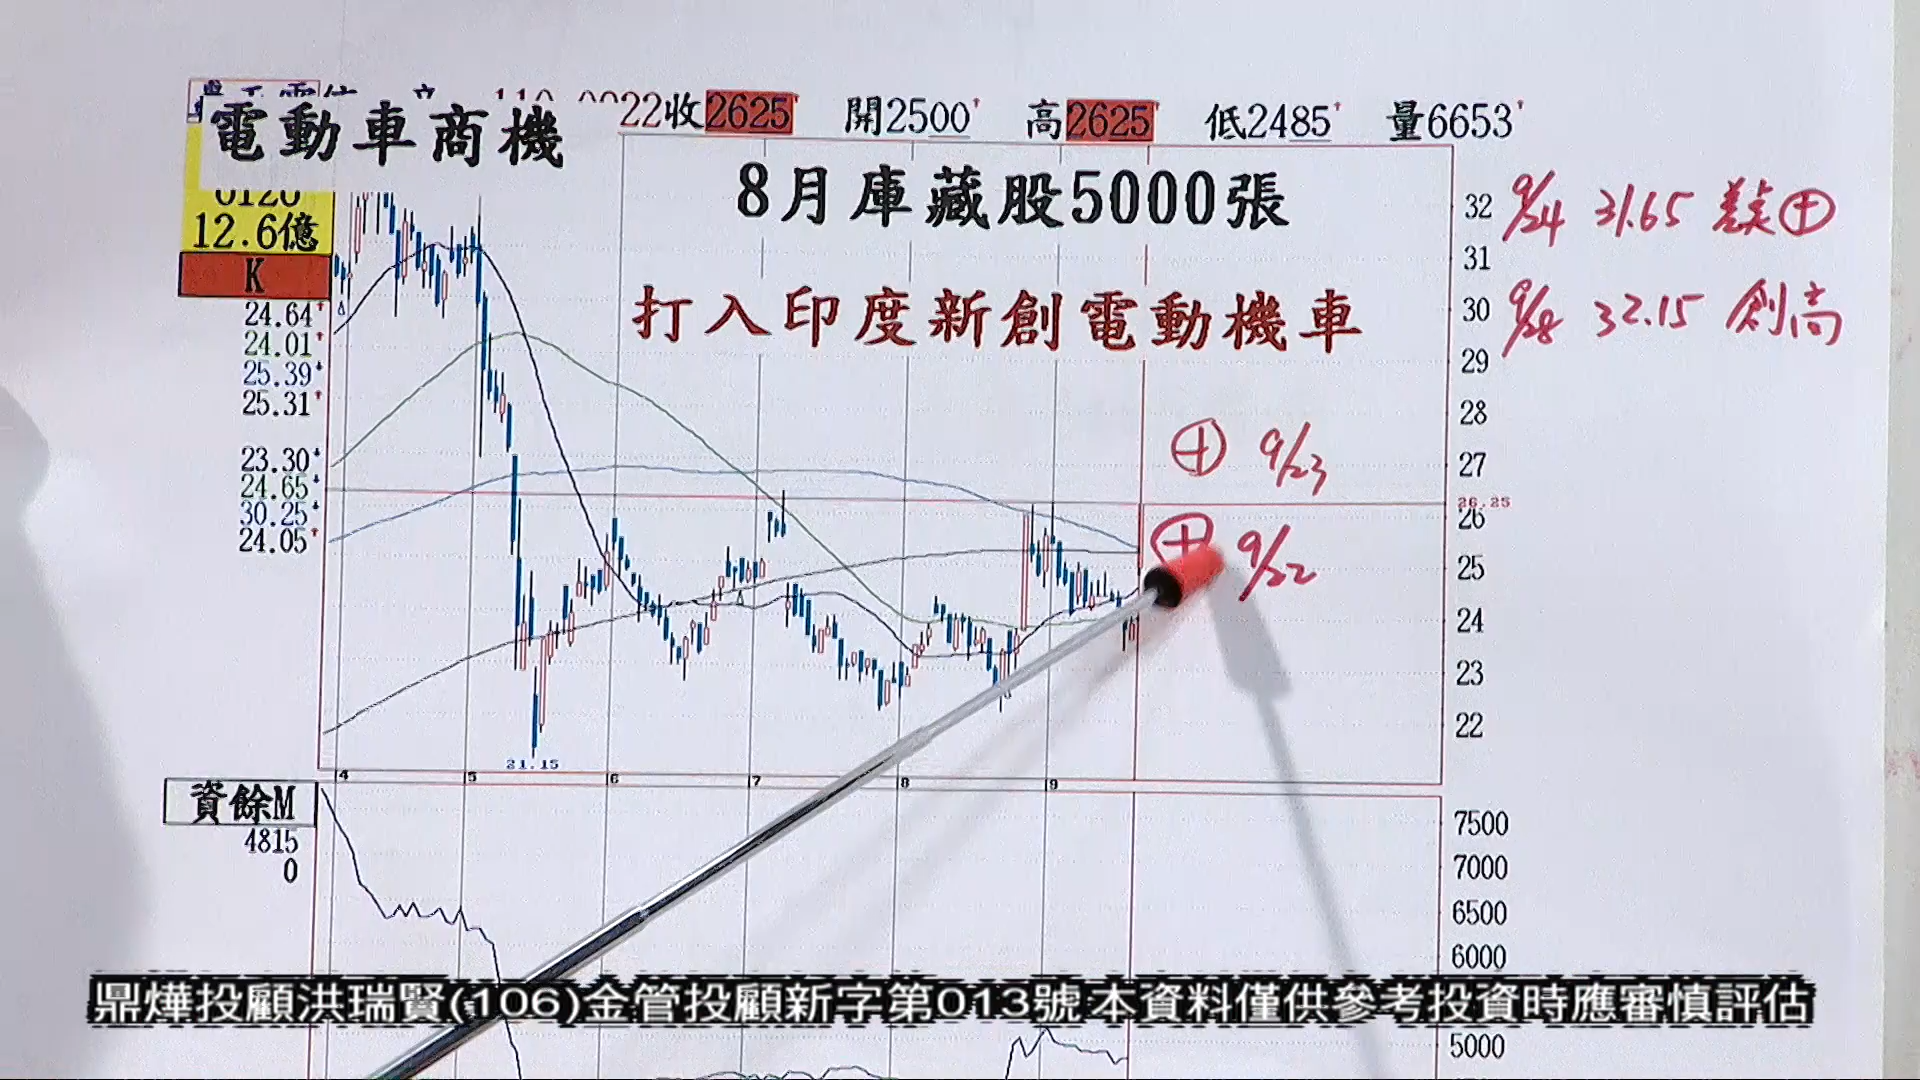 22收2625 開2500 高2625 低2485 量6653
電動車商機
8月庫藏股5000張
12.6億
K
打入印度新創電動機車
24.64
24.01
25.39
25.31
23.30
24.65
30.25
24.05
32
31
30
29
28
27
26.25
26
25
24
23
22
9/24 31.65 差点㊉
9/28 32.15 創高
㊉ 9/23
㊉ 9/22
21.15
4 5 6 7 8 9
資餘M
4815
0
7500
7000
6500
6000
5000
鼎燁投顧洪瑞賢(106)金管投顧新字第013號本資料僅供參考投資時應審慎評估